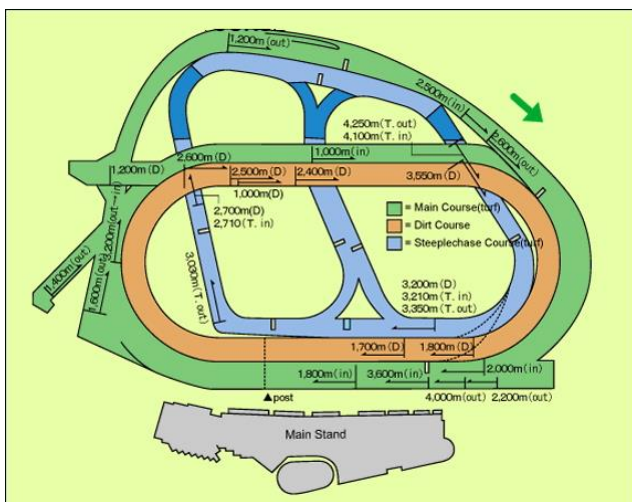 1,200m(out)
2,500m(in)
2,600m(out)
4,250m(T. out)
4,100m(T. in)
1,000m(in)
2,600m(D)
1,200m(D)
2,500m(D)
2,400m(D)
3,550m(D)
1,000m(D)
2,700m(D)
2,710(T. in)
= Main Course(turf)
= Dirt Course
= Steeplechase Course(turf)
3,200m(out→in)
1,400m(out)
1,600m(out)
3,030m(T. out)
3,200m(D)
3,210m(T. in)
3,350m(T. out)
1,700m(D)
1,800m(D)
1,800m(in)
3,600m(in)
2,000m(in)
▲post
4,000m(out)
2,200m(out)
Main Stand